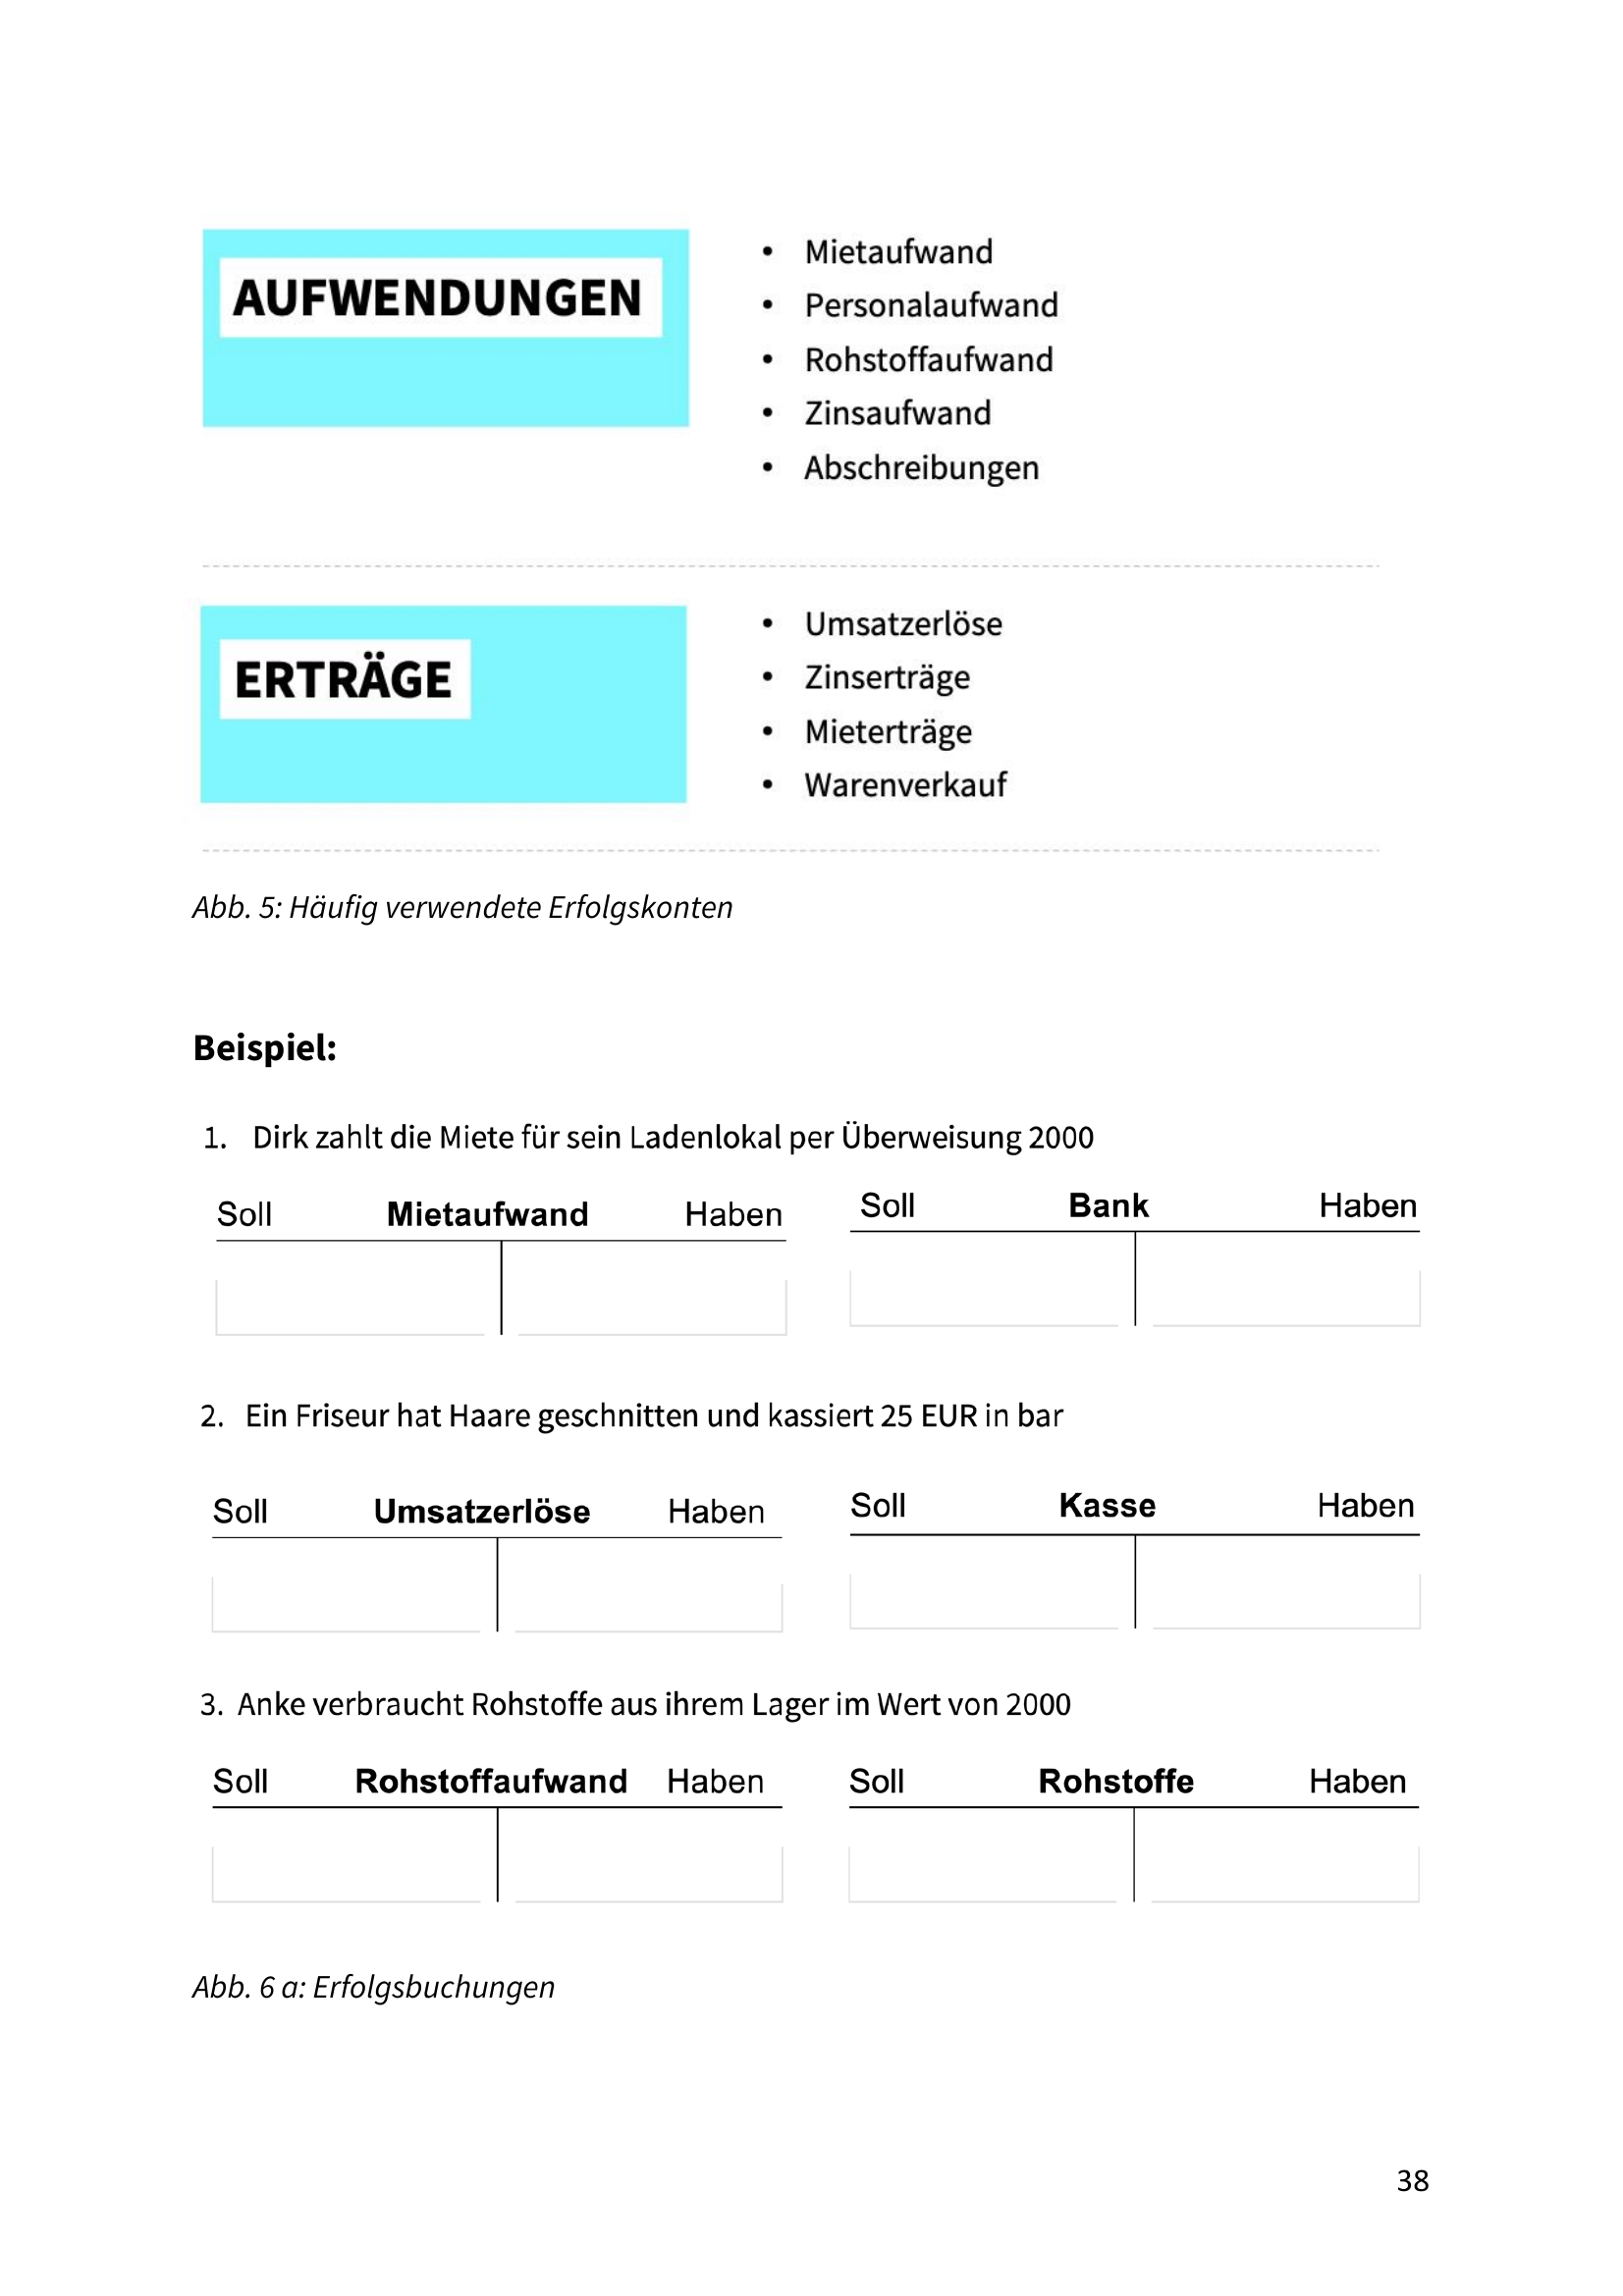 AUFWENDUNGEN
• Mietaufwand
• Personalaufwand
• Rohstoffaufwand
• Zinsaufwand
• Abschreibungen
ERTRÄGE
• Umsatzerlöse
• Zinserträge
• Mieterträge
• Warenverkauf
Abb. 5: Häufig verwendete Erfolgskonten
Beispiel:
1. Dirk zahlt die Miete für sein Ladenlokal per Überweisung 2000
Soll Mietaufwand Haben
Soll Bank Haben
2. Ein Friseur hat Haare geschnitten und kassiert 25 EUR in bar
Soll Umsatzerlöse Haben
Soll Kasse Haben
3. Anke verbraucht Rohstoffe aus ihrem Lager im Wert von 2000
Soll Rohstoffaufwand Haben
Soll Rohstoffe Haben
Abb. 6 a: Erfolgsbuchungen
38